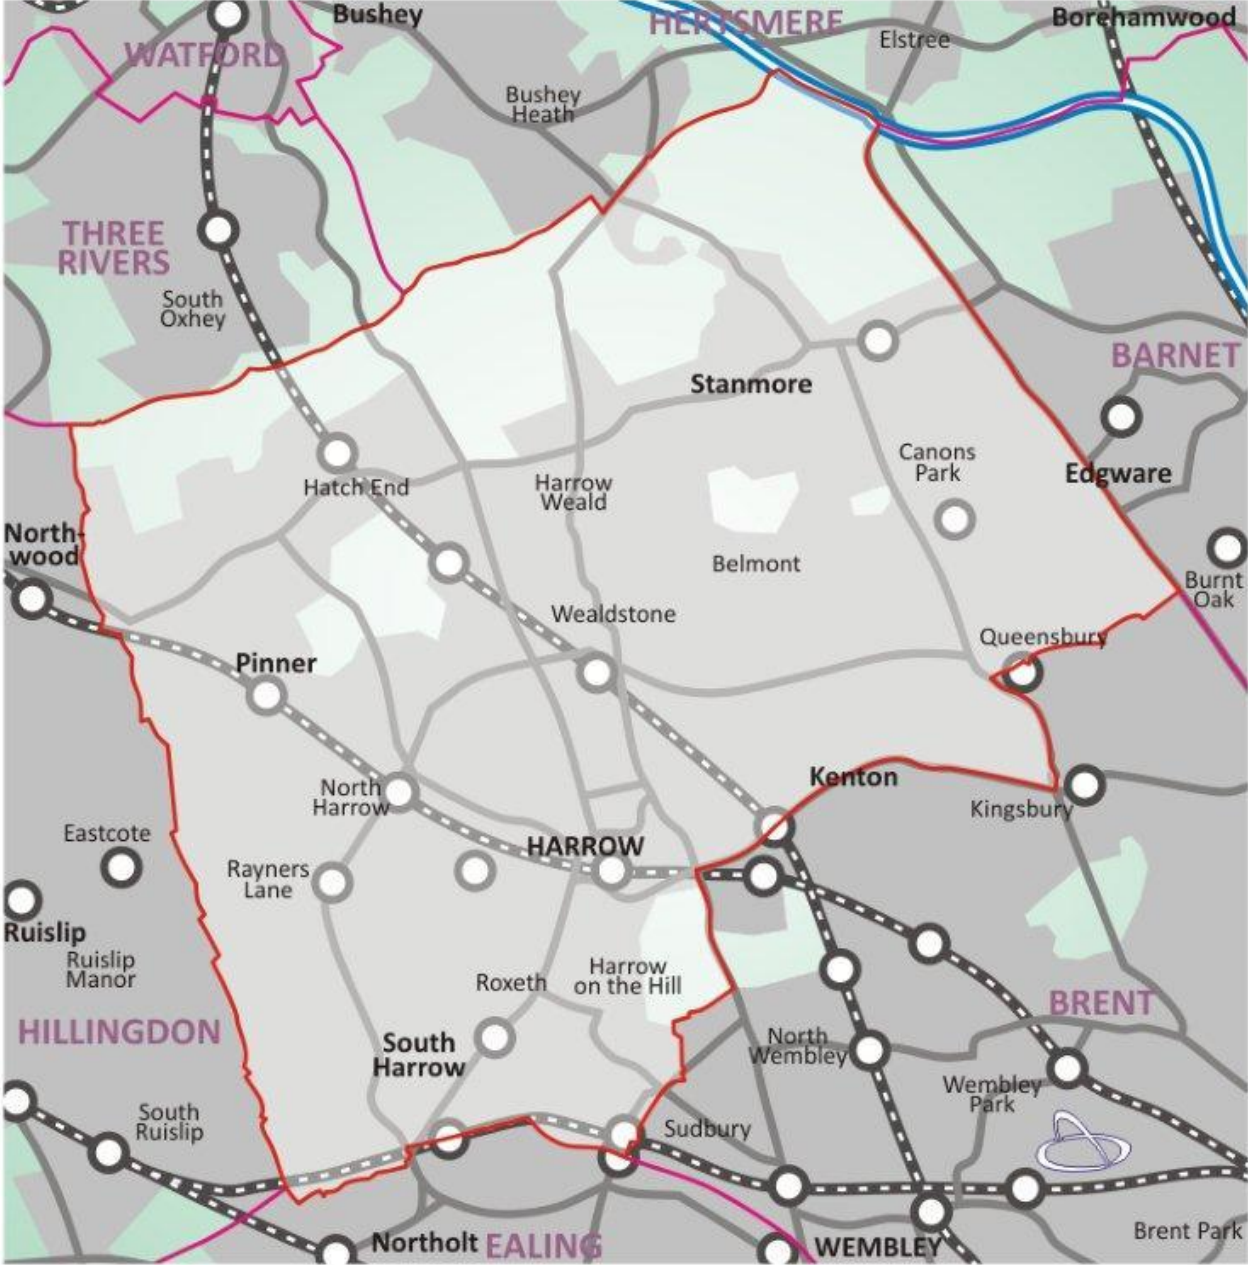 Bushey
HERTSMERE
Borehamwood
WATFORD
Elstree
Bushey
Heath
THREE
RIVERS
South
Oxhey
BARNET
Stanmore
Canons
Park
Edgware
Hatch End
Harrow
Weald
North-
wood
Belmont
Burnt
Oak
Wealdstone
Queensbury
Pinner
Kenton
North
Harrow
Kingsbury
Eastcote
HARROW
Rayners
Lane
Ruislip
Ruislip
Manor
Roxeth
Harrow
on the Hill
BRENT
HILLINGDON
South
Harrow
North
Wembley
Wembley
Park
South
Ruislip
Sudbury
Brent Park
Northolt
EALING
WEMBLEY